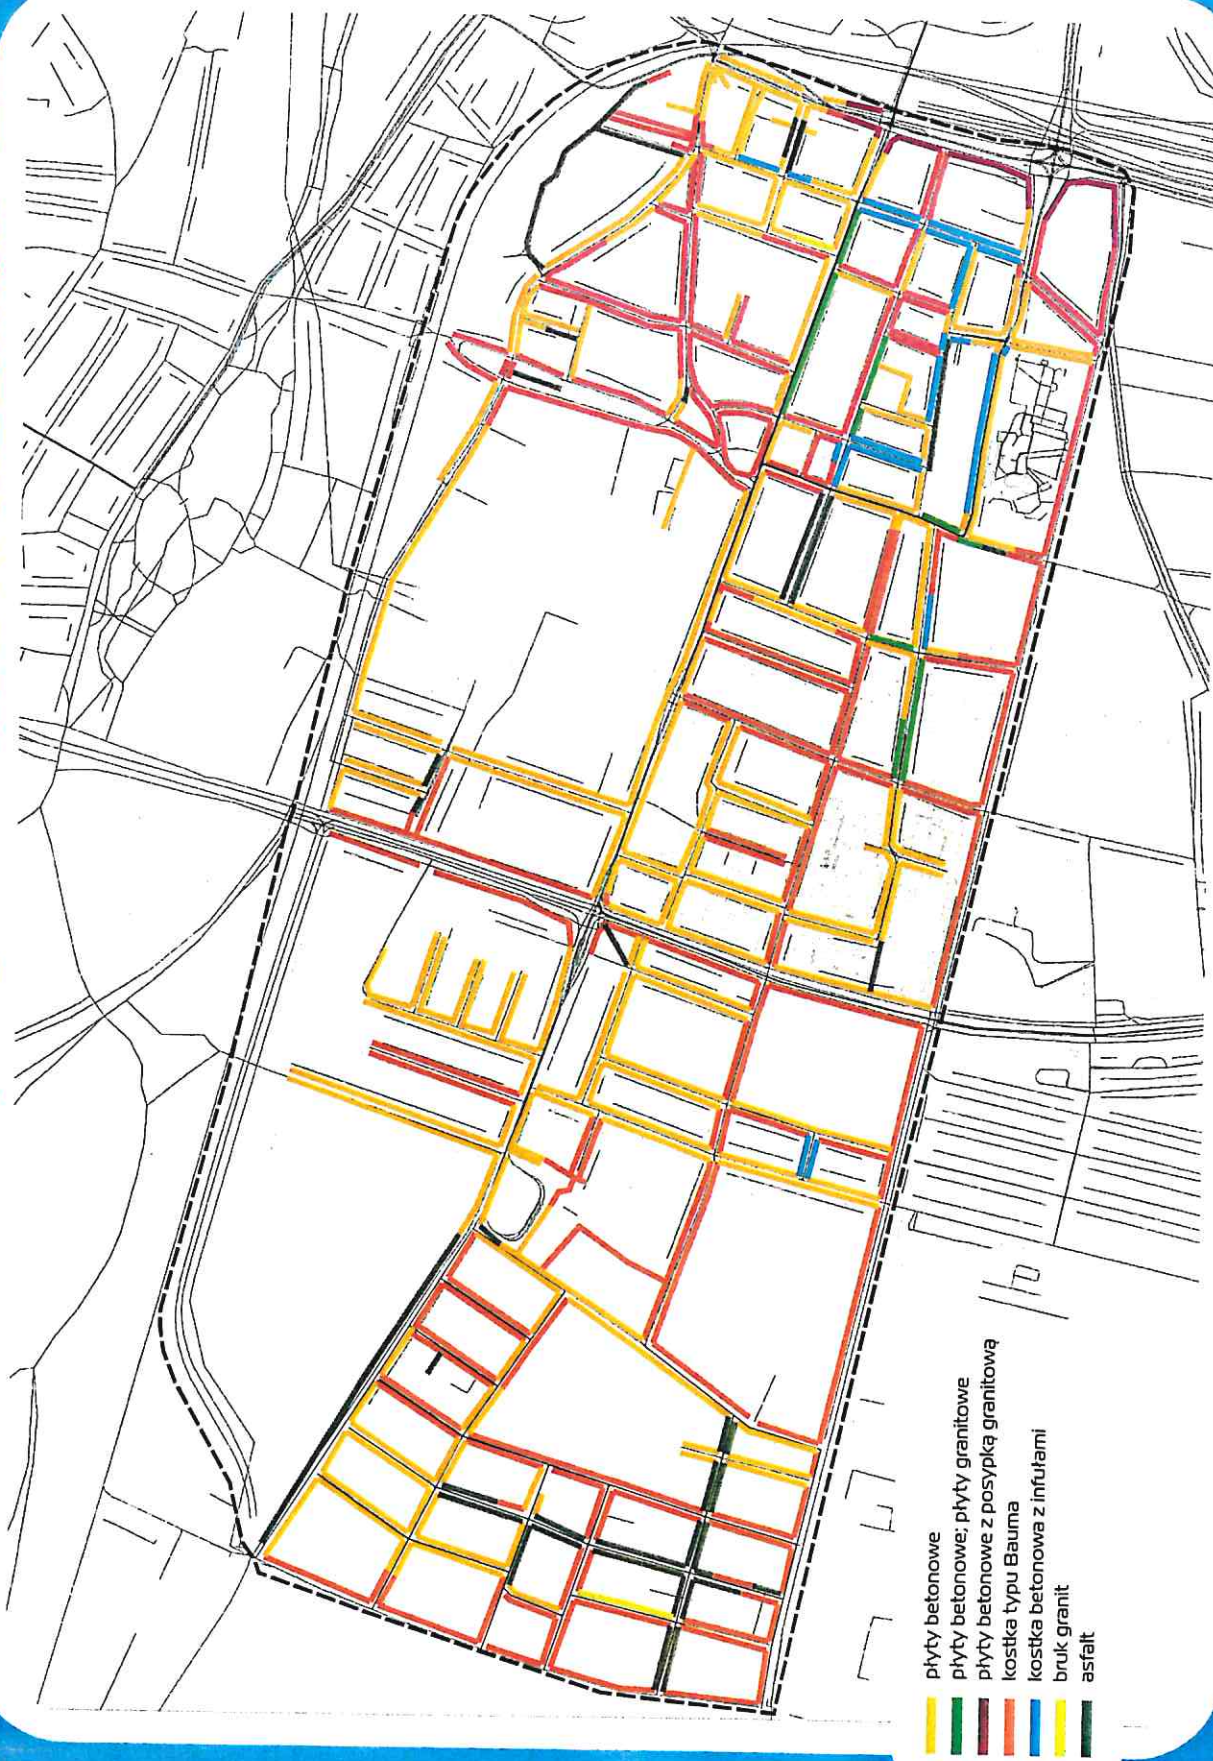 płyty betonowe
płyty betonowe; płyty granitowe
płyty betonowe z posypką granitową
kostka typu Bauma
kostka betonowa z infułami
bruk granit
asfalt